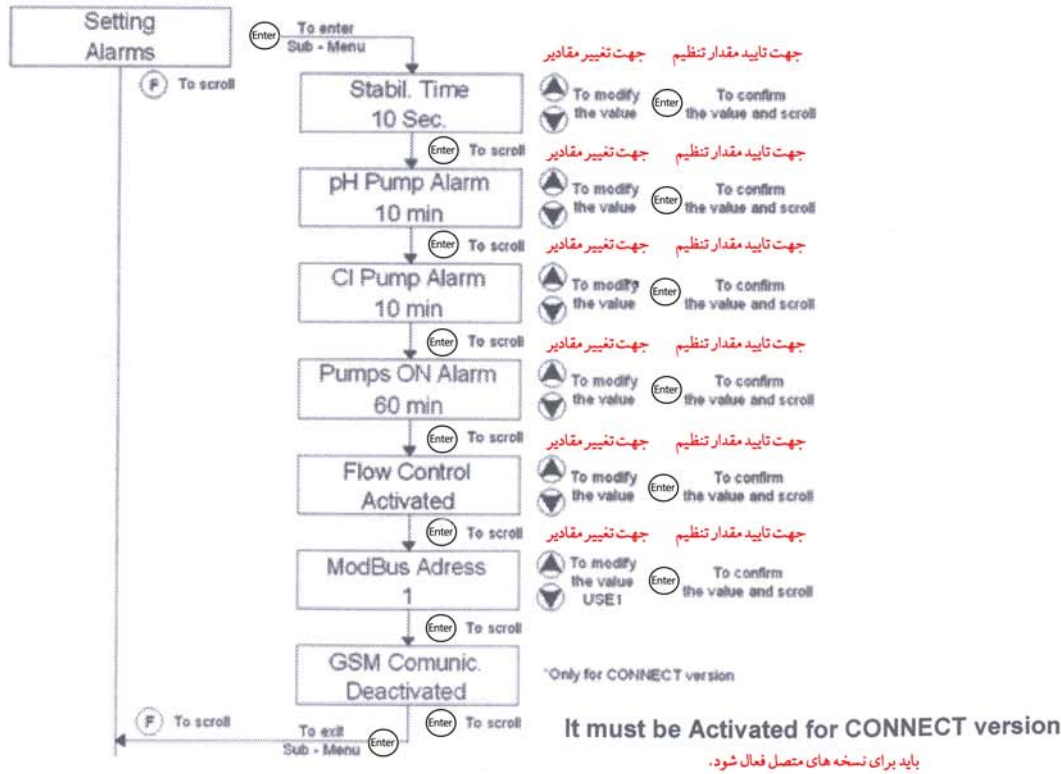 Setting
Alarms
Enter
To enter
Sub - Menu
F To scroll
جهت تغییر مقادیر جهت تایید مقدار تنظیم
Stabil. Time
10 Sec.
To modify
the value
Enter
To confirm
the value and scroll
Enter To scroll
جهت تغییر مقادیر جهت تایید مقدار تنظیم
pH Pump Alarm
10 min
To modify
the value
Enter
To confirm
the value and scroll
Enter To scroll
جهت تغییر مقادیر جهت تایید مقدار تنظیم
Cl Pump Alarm
10 min
To modify
the value
Enter
To confirm
the value and scroll
Enter To scroll
جهت تغییر مقادیر جهت تایید مقدار تنظیم
Pumps ON Alarm
60 min
To modify
the value
Enter
To confirm
the value and scroll
Enter To scroll
جهت تغییر مقادیر جهت تایید مقدار تنظیم
Flow Control
Activated
To modify
the value
Enter
To confirm
the value and scroll
Enter To scroll
جهت تغییر مقادیر جهت تایید مقدار تنظیم
ModBus Adress
1
To modify
the value
USE1
Enter
To confirm
the value and scroll
Enter To scroll
GSM Comunic.
Deactivated
*Only for CONNECT version
F To scroll
To exit
Sub - Menu
Enter
Enter To scroll
It must be Activated for CONNECT version
باید برای نسخه های متصل فعال شود.